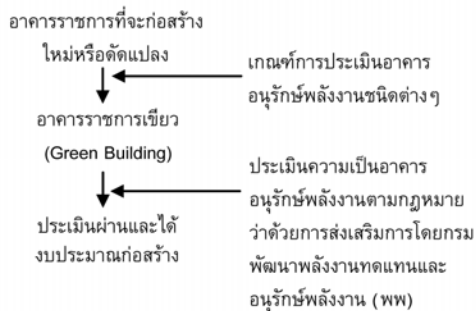 อาคารราชการที่จะก่อสร้าง
ใหม่หรือดัดแปลง
เกณฑ์การประเมินอาคาร
อนุรักษ์พลังงานชนิดต่างๆ
อาคารราชการเขียว
(Green Building)
ประเมินความเป็นอาคาร
อนุรักษ์พลังงานตามกฎหมาย
ว่าด้วยการส่งเสริมการโดยกรม
พัฒนาพลังงานทดแทนและ
อนุรักษ์พลังงาน (พพ)
ประเมินผ่านและได้
งบประมาณก่อสร้าง